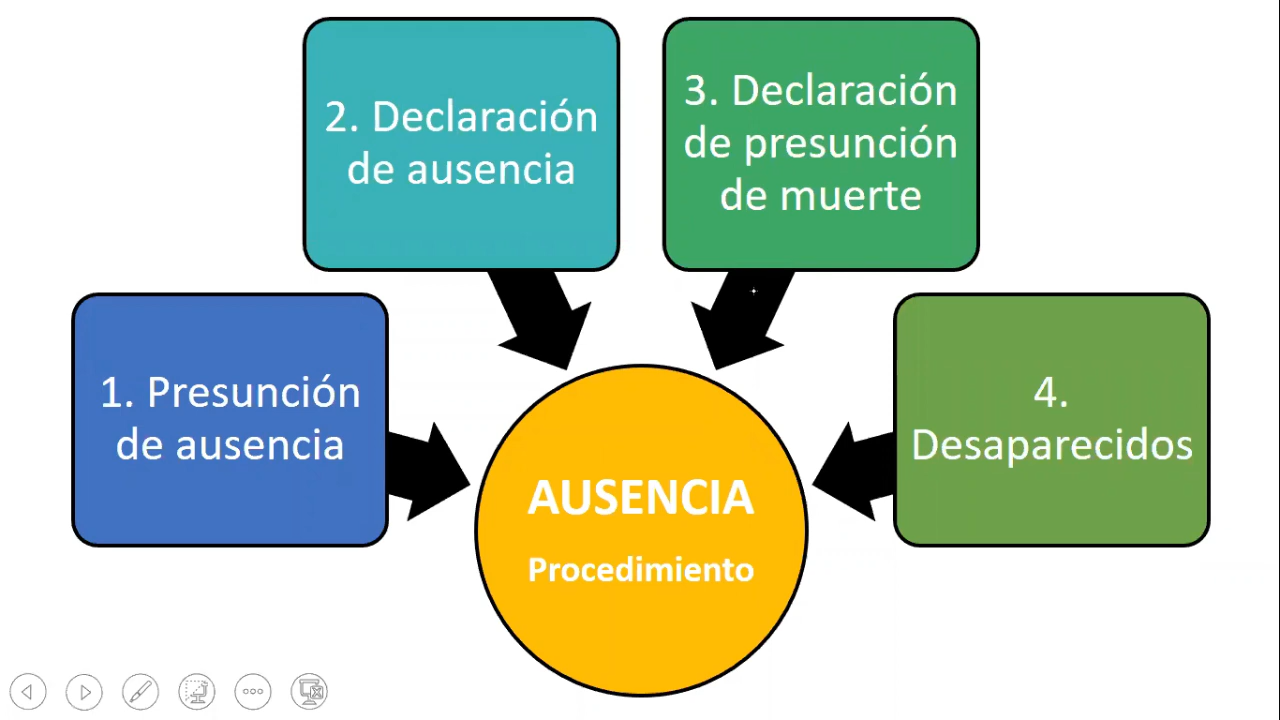 1. Presunción
de ausencia
2. Declaración
de ausencia
3. Declaración
de presunción
de muerte
4.
Desaparecidos
AUSENCIA
Procedimiento